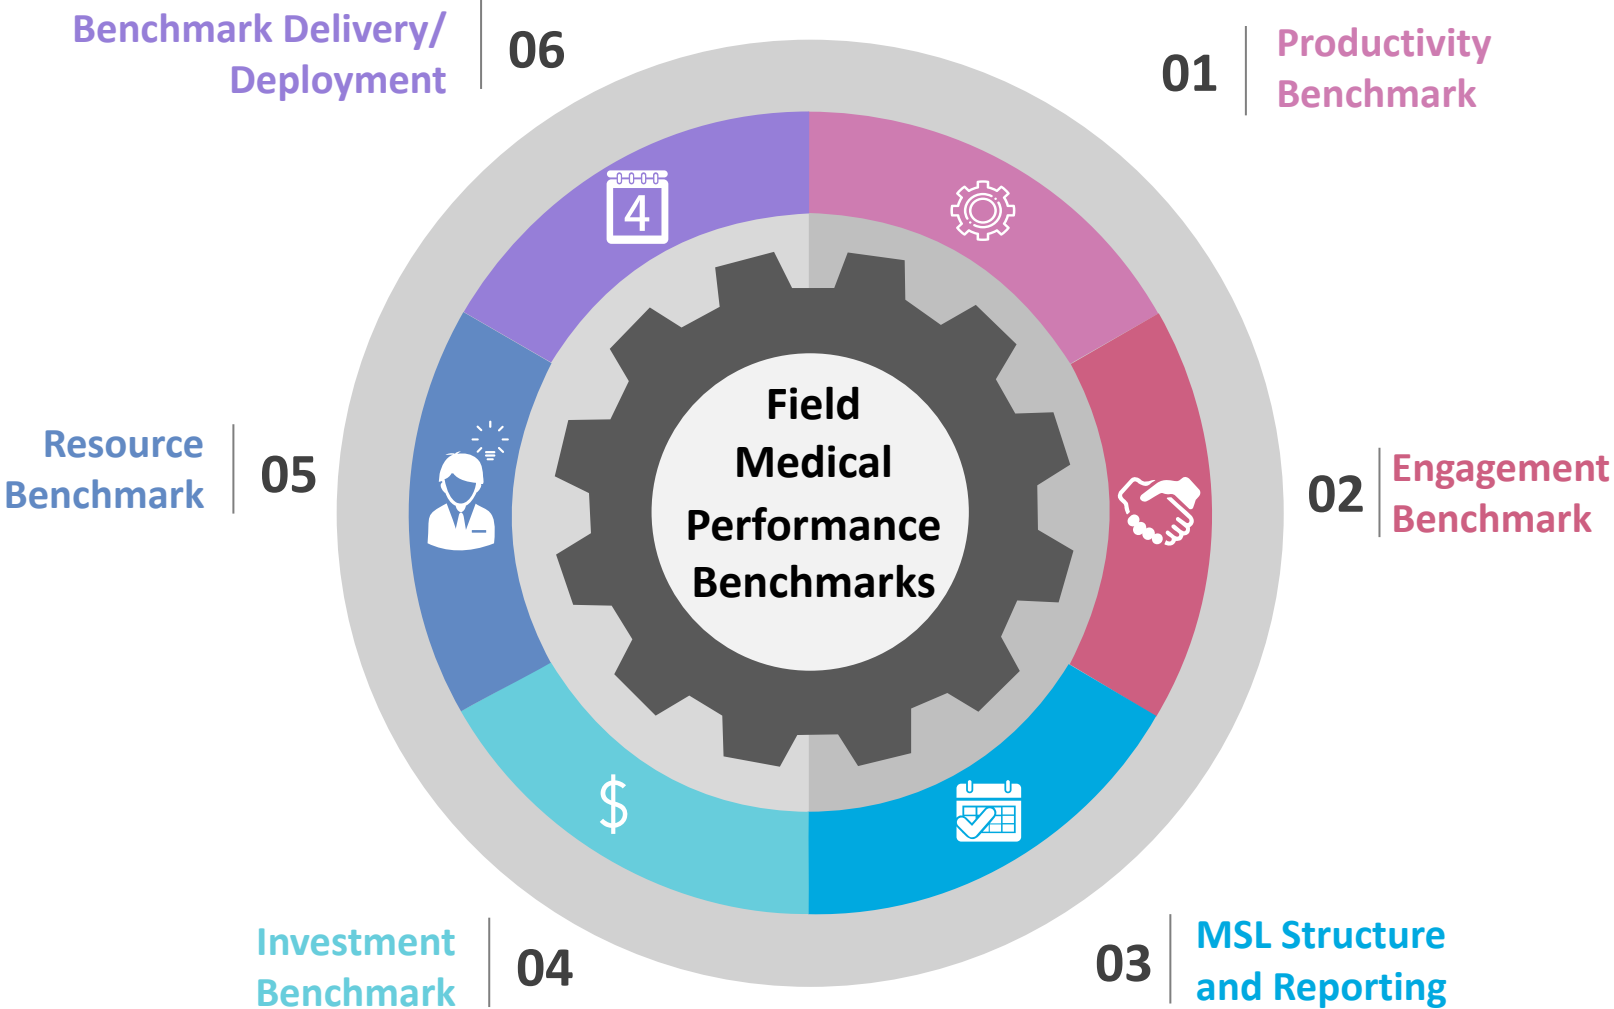 Field
Medical
Performance
Benchmarks
01
Productivity
Benchmark
02
Engagement
Benchmark
03
MSL Structure
and Reporting
04
Investment
Benchmark
05
Resource
Benchmark
06
Benchmark Delivery/
Deployment
4
$